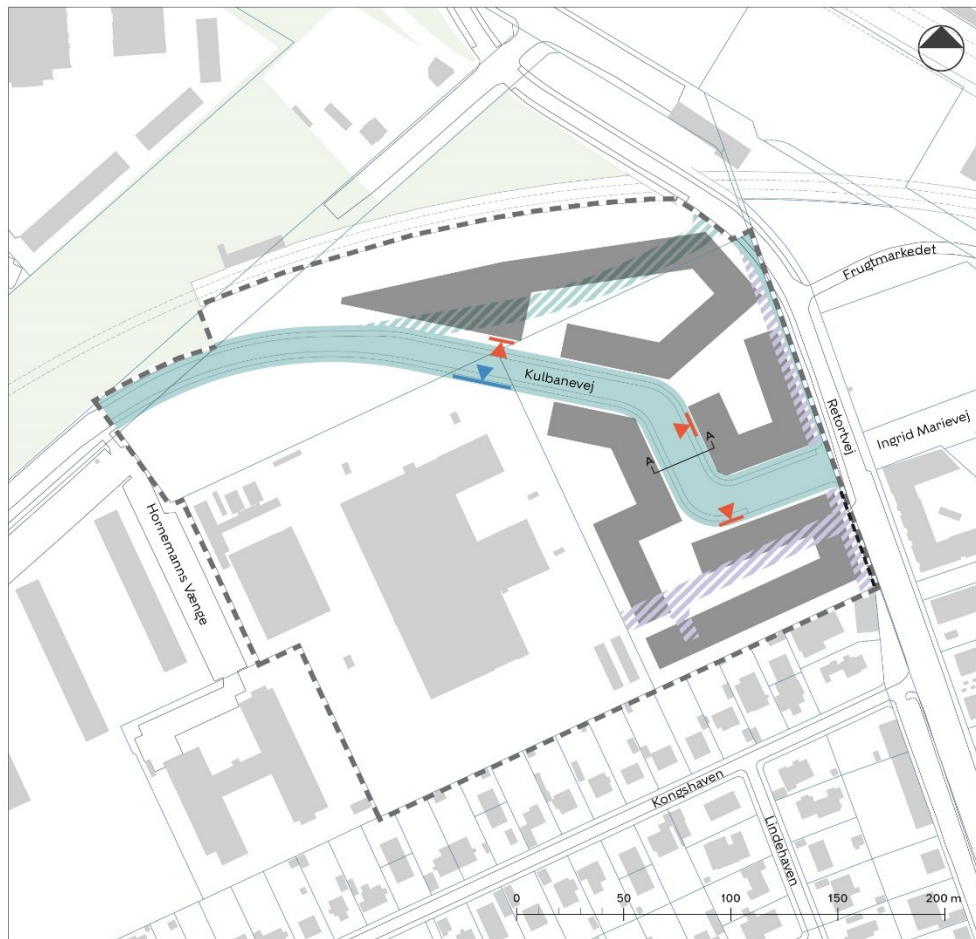 Frugtmarkedet
Kulbanevej
Retortvej
Ingrid Marievej
A
A
Hornemanns Vænge
Kongshaven
Lindehaven
0 50 100 150 200 m